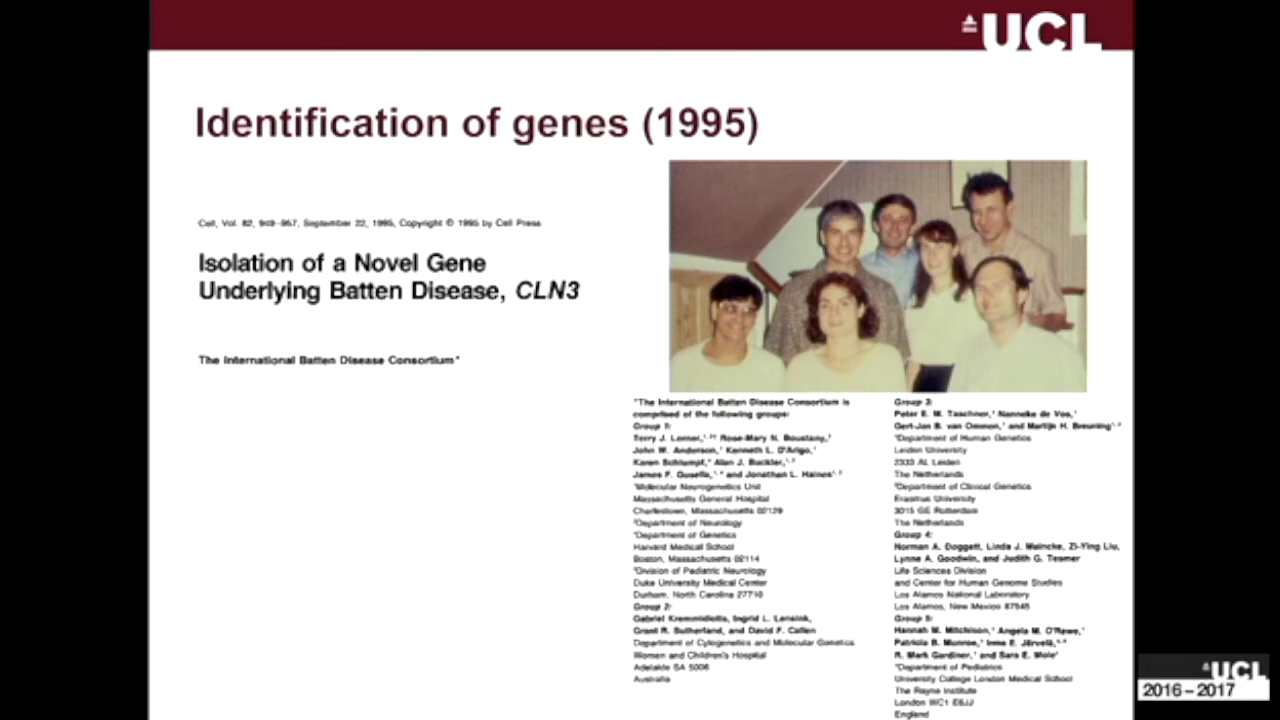 UCL
Identification of genes (1995)
Cell, Vol. 82, 949–957, September 22, 1995, Copyright © 1995 by Cell Press
Isolation of a Novel Gene
Underlying Batten Disease, CLN3
The International Batten Disease Consortium*
*The International Batten Disease Consortium is
comprised of the following groups:
Group 1:
Terry J. Lerner, Rose-Mary N. Boustany,
John W. Anderson, Kenneth L. D'Arigo,
Karen Schlumpf, Alan J. Buckler,
James F. Gusella, and Jonathan L. Haines
Molecular Neurogenetics Unit
Massachusetts General Hospital
Charlestown, Massachusetts 02129
Department of Neurology
Department of Genetics
Harvard Medical School
Boston, Massachusetts 02114
Division of Pediatric Neurology
Duke University Medical Center
Durham, North Carolina 27710
Group 2:
Gabriel Kremmidiotis, Ingrid L. Lensink,
Grant R. Sutherland, and David F. Callen
Department of Cytogenetics and Molecular Genetics
Women and Children's Hospital
Adelaide SA 5006
Australia
Group 3:
Peter E. M. Taschner, Nanneke de Vos,
Gert-Jan B. van Ommen, and Martijn H. Breuning
Department of Human Genetics
Leiden University
2333 AL Leiden
The Netherlands
Department of Clinical Genetics
Erasmus University
3015 GE Rotterdam
The Netherlands
Group 4:
Norman A. Doggett, Linda J. Meincke, Zi-Ying Liu,
Lynne A. Goodwin, and Judith G. Tesmer
Life Sciences Division
and Center for Human Genome Studies
Los Alamos National Laboratory
Los Alamos, New Mexico 87545
Group 5:
Hannah M. Mitchison, Angela M. O'Rawe,
Patricia B. Munroe, Irma E. Järvelä,
R. Mark Gardiner, and Sara E. Mole
Department of Pediatrics
University College London Medical School
The Rayne Institute
London WC1 E6JJ
England
UCL
2016 – 2017